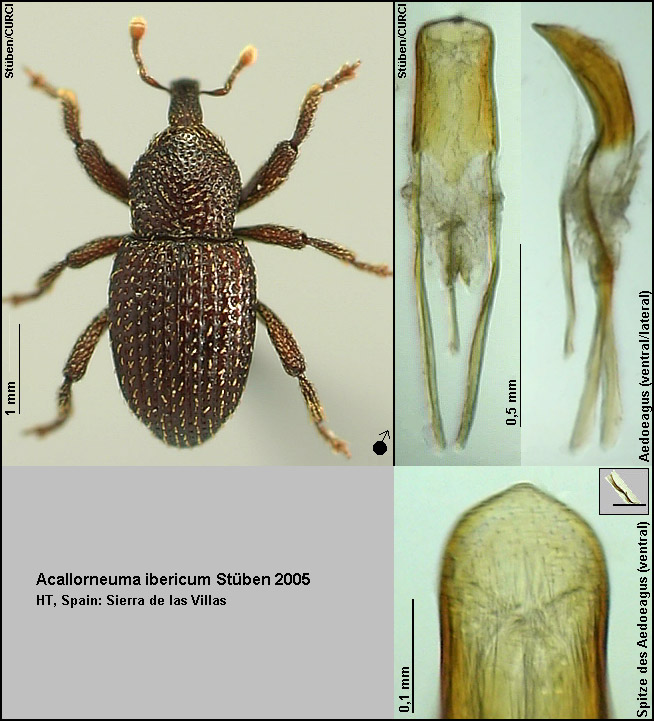 Stüben/CURCI
1 mm
Stüben/CURCI
0,5 mm
Aedoeagus (ventral/lateral)
Acallorneuma ibericum Stüben 2005
HT, Spain: Sierra de las Villas
0,1 mm
Spitze des Aedoeagus (ventral)